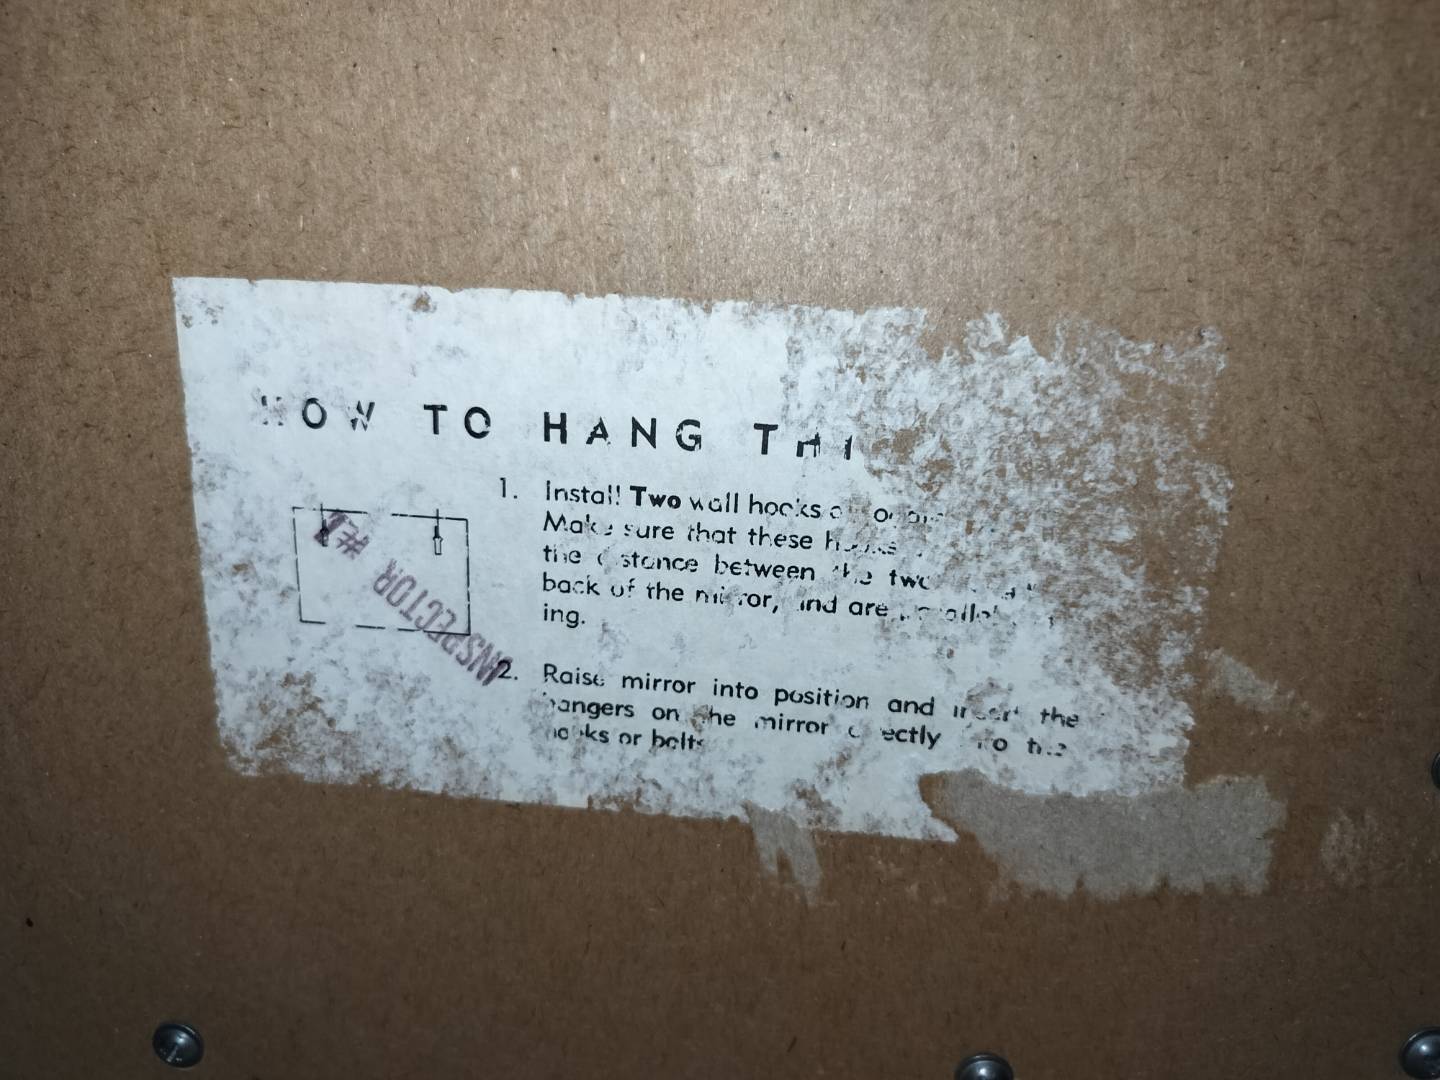 HOW TO HANG THI
1. Install Two wall hooks
Make sure that these
the distance between the two
back of the mirror, and are
ing.
2. Raise mirror into position and insert the
hangers on the mirror directly the
hooks or bolts
INSPECTOR